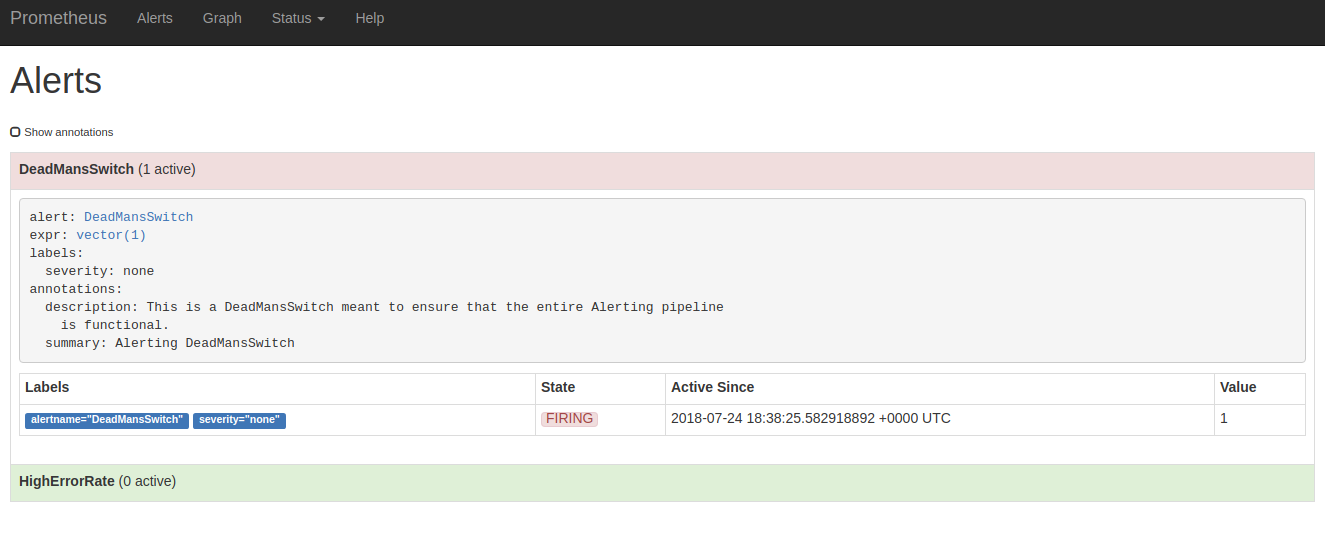 Prometheus Alerts Graph Status Help
Alerts
Show annotations
DeadMansSwitch (1 active)
alert: DeadMansSwitch
expr: vector(1)
labels:
  severity: none
annotations:
  description: This is a DeadMansSwitch meant to ensure that the entire Alerting pipeline
    is functional.
  summary: Alerting DeadMansSwitch
Labels State Active Since Value
alertname="DeadMansSwitch" severity="none" FIRING 2018-07-24 18:38:25.582918892 +0000 UTC 1
HighErrorRate (0 active)